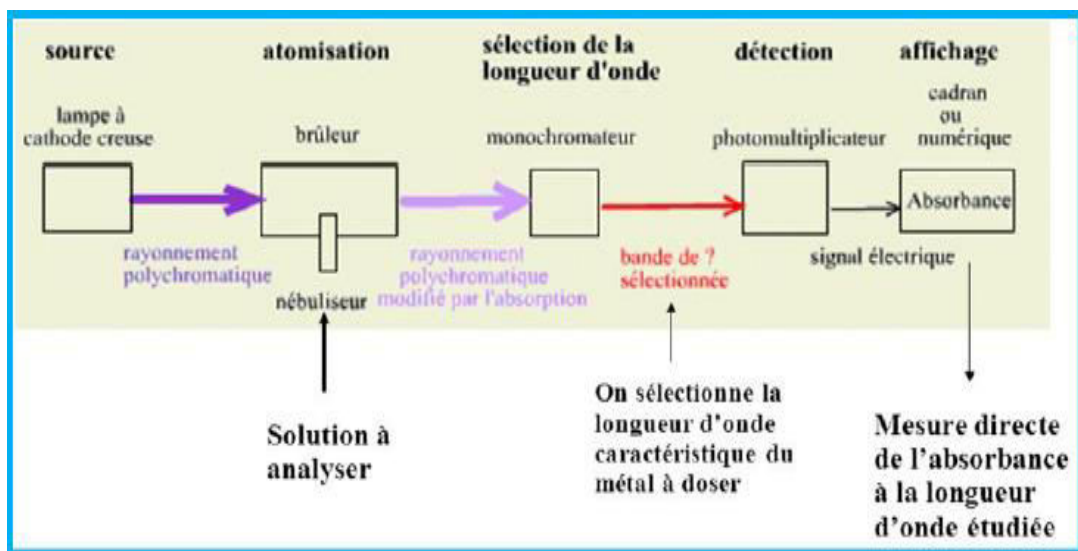 source
atomisation
sélection de la
longueur d'onde
détection
affichage
lampe à
cathode creuse
brûleur
monochromateur
photomultiplicateur
cadran
ou
numérique
Absorbance
rayonnement
polychromatique
nébuliseur
rayonnement
polychromatique
modifié par l'absorption
bande de ?
sélectionnée
signal électrique
Solution à
analyser
On sélectionne la
longueur d'onde
caractéristique du
métal à doser
Mesure directe
de l'absorbance
à la longueur
d'onde étudiée